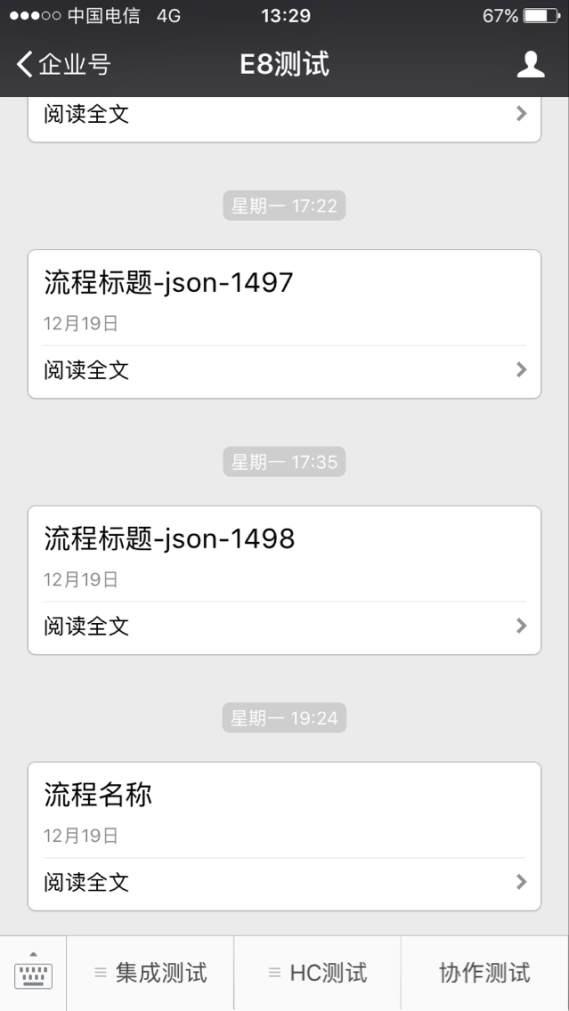 中国电信 4G 13:29 67%
企业号 E8测试
阅读全文
星期一 17:22
流程标题-json-1497
12月19日
阅读全文
星期一 17:35
流程标题-json-1498
12月19日
阅读全文
星期一 19:24
流程名称
12月19日
阅读全文
集成测试 HC测试 协作测试